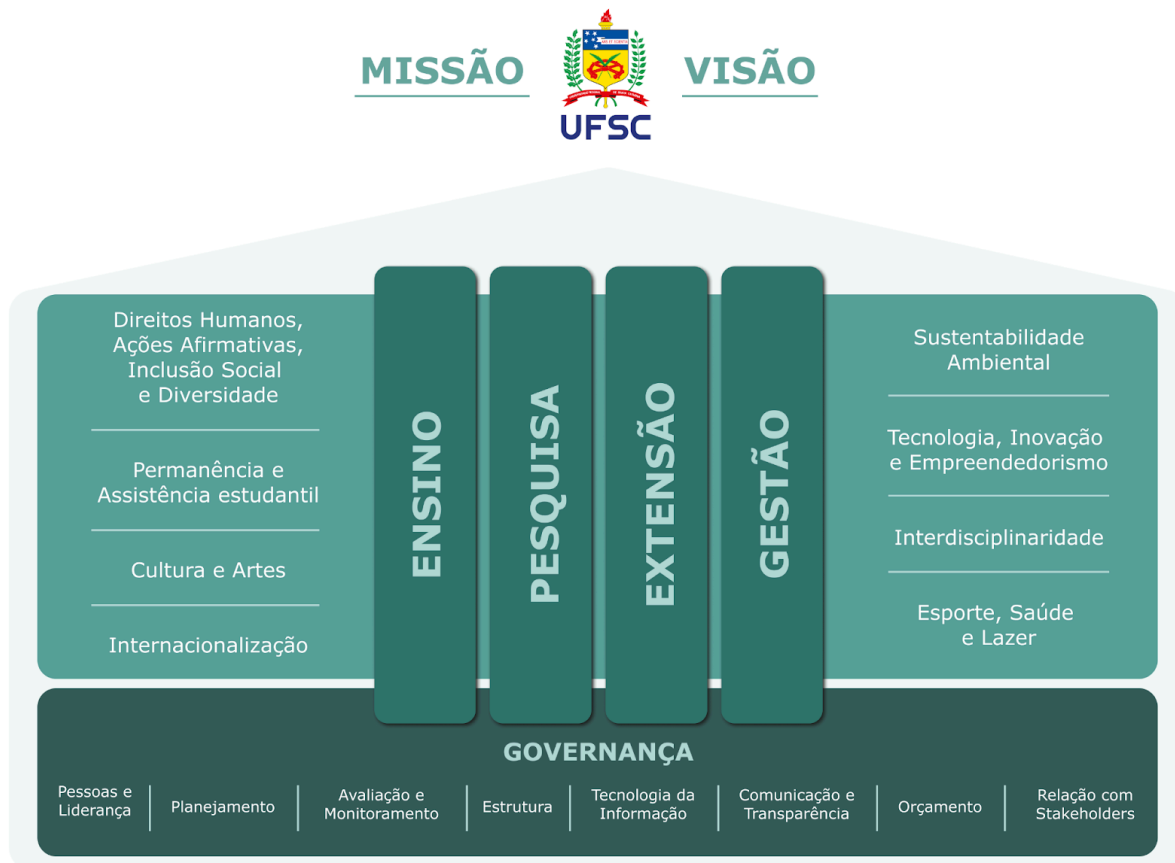 MISSÃO
VISÃO
UFSC
Direitos Humanos,
Ações Afirmativas,
Inclusão Social
e Diversidade
Permanência e
Assistência estudantil
Cultura e Artes
Internacionalização
ENSINO
PESQUISA
EXTENSÃO
GESTÃO
Sustentabilidade
Ambiental
Tecnologia, Inovação
e Empreendedorismo
Interdisciplinaridade
Esporte, Saúde
e Lazer
GOVERNANÇA
Pessoas e
Liderança
Planejamento
Avaliação e
Monitoramento
Estrutura
Tecnologia da
Informação
Comunicação e
Transparência
Orçamento
Relação com
Stakeholders